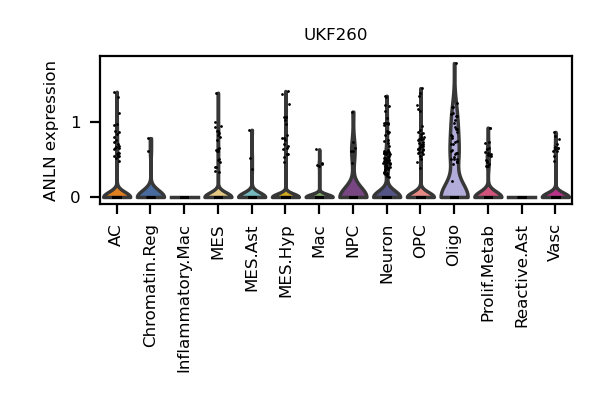 UKF260
ANLN expression
1
0
AC
Chromatin.Reg
Inflammatory.Mac
MES
MES.Ast
MES.Hyp
Mac
NPC
Neuron
OPC
Oligo
Prolif.Metab
Reactive.Ast
Vasc